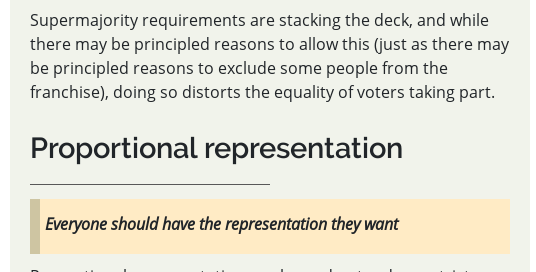 Supermajority requirements are stacking the deck, and while
there may be principled reasons to allow this (just as there may
be principled reasons to exclude some people from the
franchise), doing so distorts the equality of voters taking part.
Proportional representation
Everyone should have the representation they want